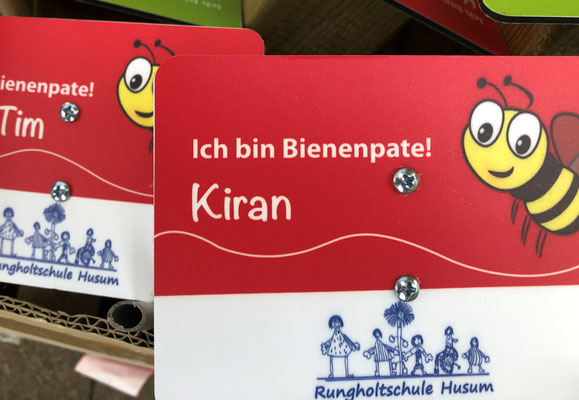 ienenpate!
Tim
Rungholtschule Husum
Ich bin Bienenpate!
Kiran
Rungholtschule Husum